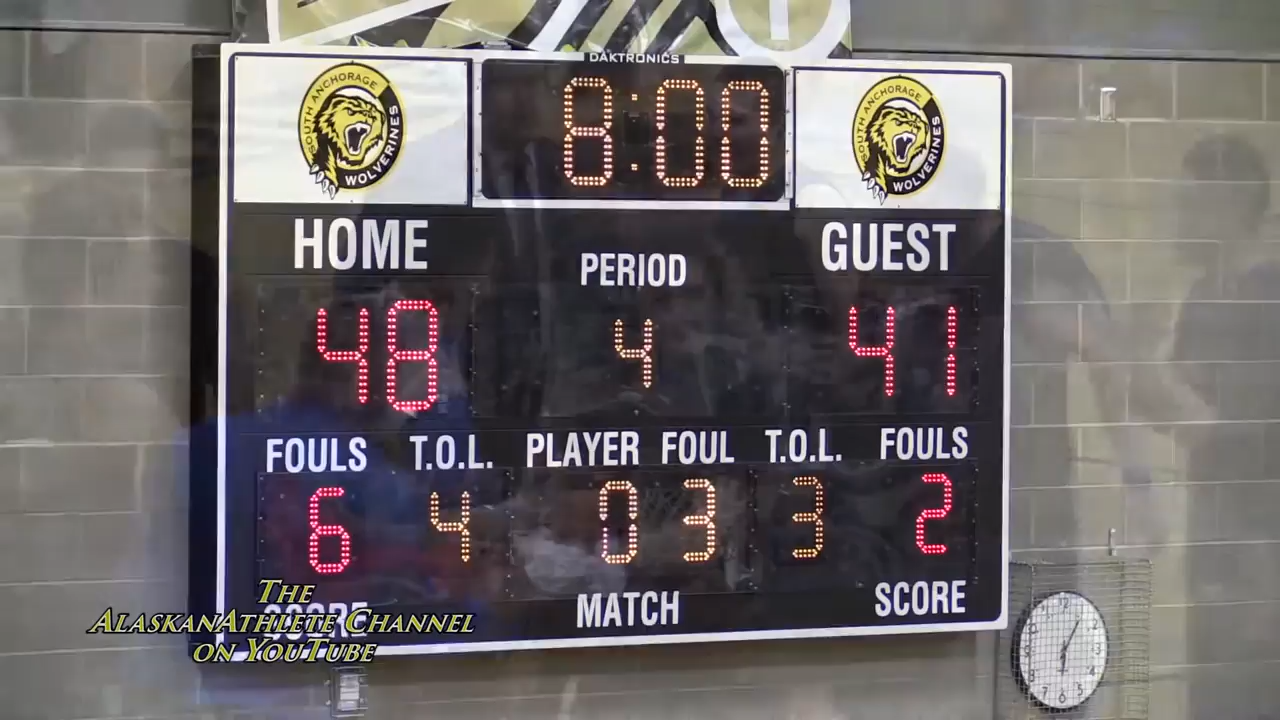 DAKTRONICS
SOUTH ANCHORAGE WOLVERINES
8:00
SOUTH ANCHORAGE WOLVERINES
HOME
PERIOD
GUEST
48
4
41
FOULS T.O.L. PLAYER FOUL T.O.L. FOULS
6 4 0 3 3 2
SCORE MATCH SCORE
THE
ALASKANATHLETE CHANNEL
ON YOUTUBE